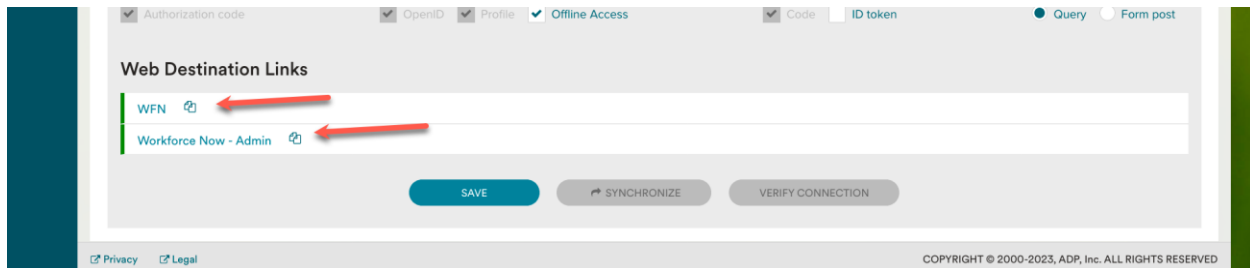 Authorization code OpenID Profile Offline Access Code ID token Query Form post
Web Destination Links
WFN
Workforce Now - Admin
SAVE SYNCHRONIZE VERIFY CONNECTION
Privacy Legal COPYRIGHT © 2000-2023, ADP, Inc. ALL RIGHTS RESERVED